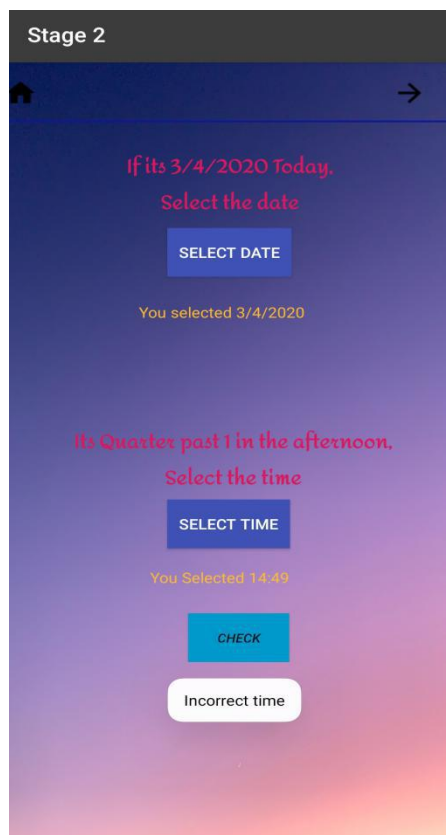 Stage 2
If its 3/4/2020 Today,
Select the date
SELECT DATE
You selected 3/4/2020
Its Quarter past 1 in the afternoon,
Select the time
SELECT TIME
You Selected 14:49
CHECK
Incorrect time